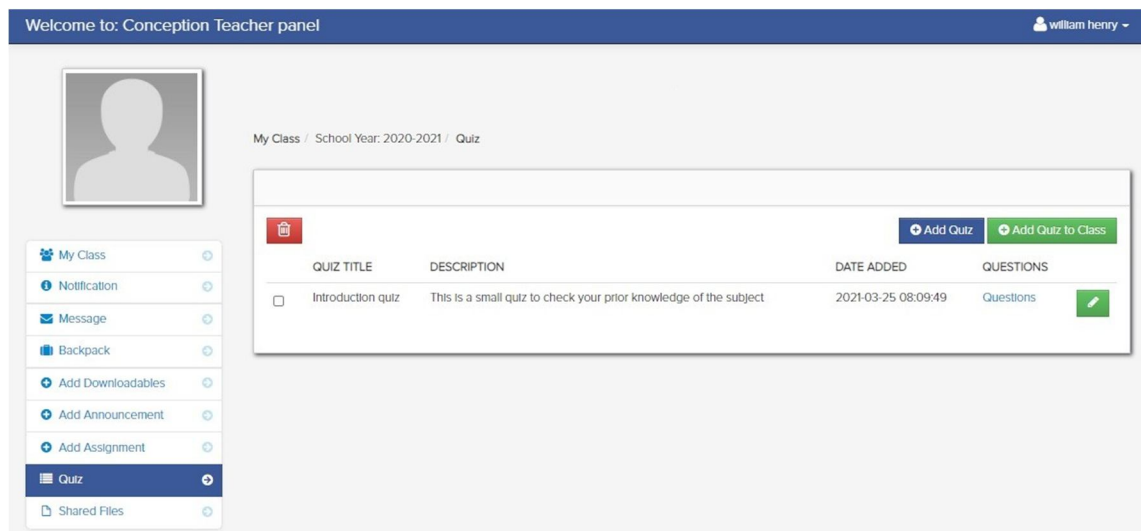 Welcome to: Conception Teacher panel
william henry
My Class / School Year: 2020-2021 / Quiz
Add Quiz
Add Quiz to Class
QUIZ TITLE DESCRIPTION DATE ADDED QUESTIONS
Introduction quiz This is a small quiz to check your prior knowledge of the subject 2021-03-25 08:09:49 Questions
My Class
Notification
Message
Backpack
Add Downloadables
Add Announcement
Add Assignment
Quiz
Shared Files